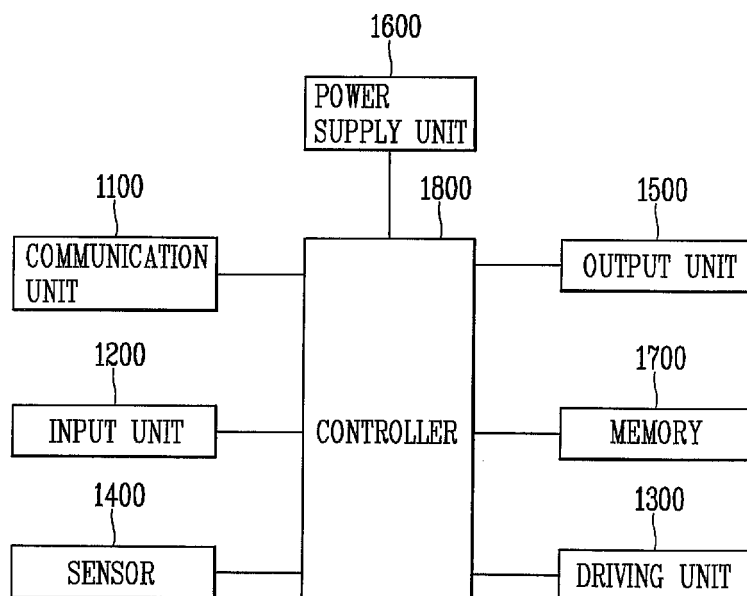 1600
POWER
SUPPLY UNIT
1100
1800
1500
COMMUNICATION
UNIT
OUTPUT UNIT
1200
1700
INPUT UNIT
CONTROLLER
MEMORY
1400
1300
SENSOR
DRIVING UNIT